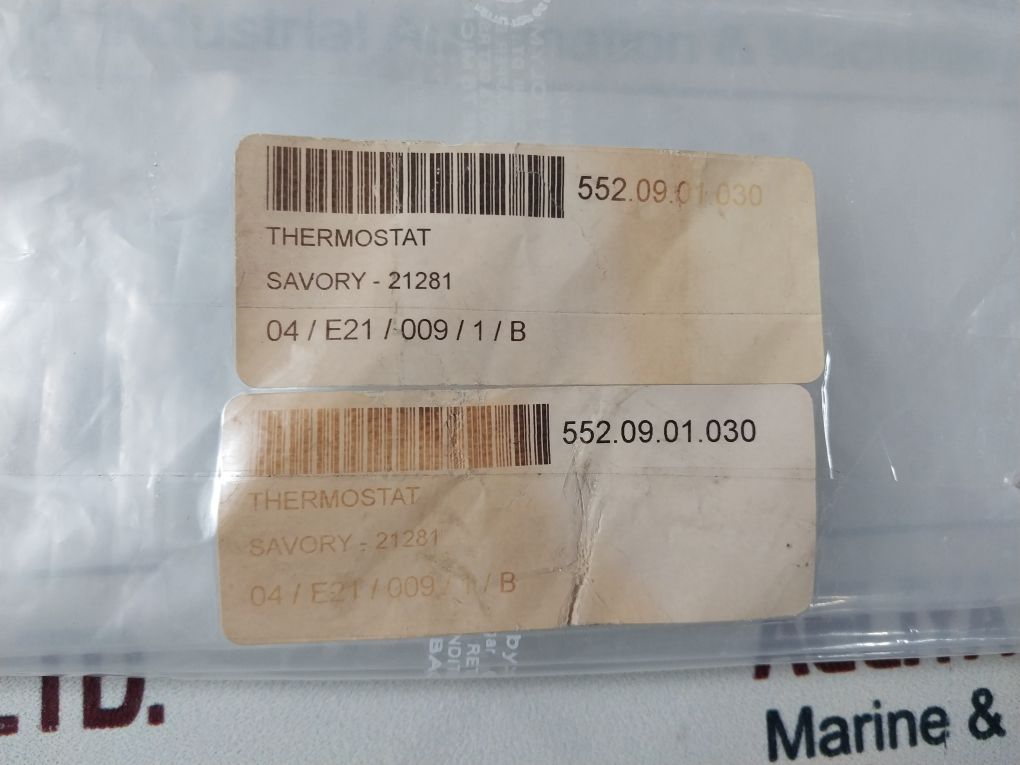 552.09.01.030
THERMOSTAT
SAVORY - 21281
04 / E21 / 009 / 1 / B
552.09.01.030
THERMOSTAT
SAVORY - 21281
04 / E21 / 009 / 1 / B
LTD.
Marine &